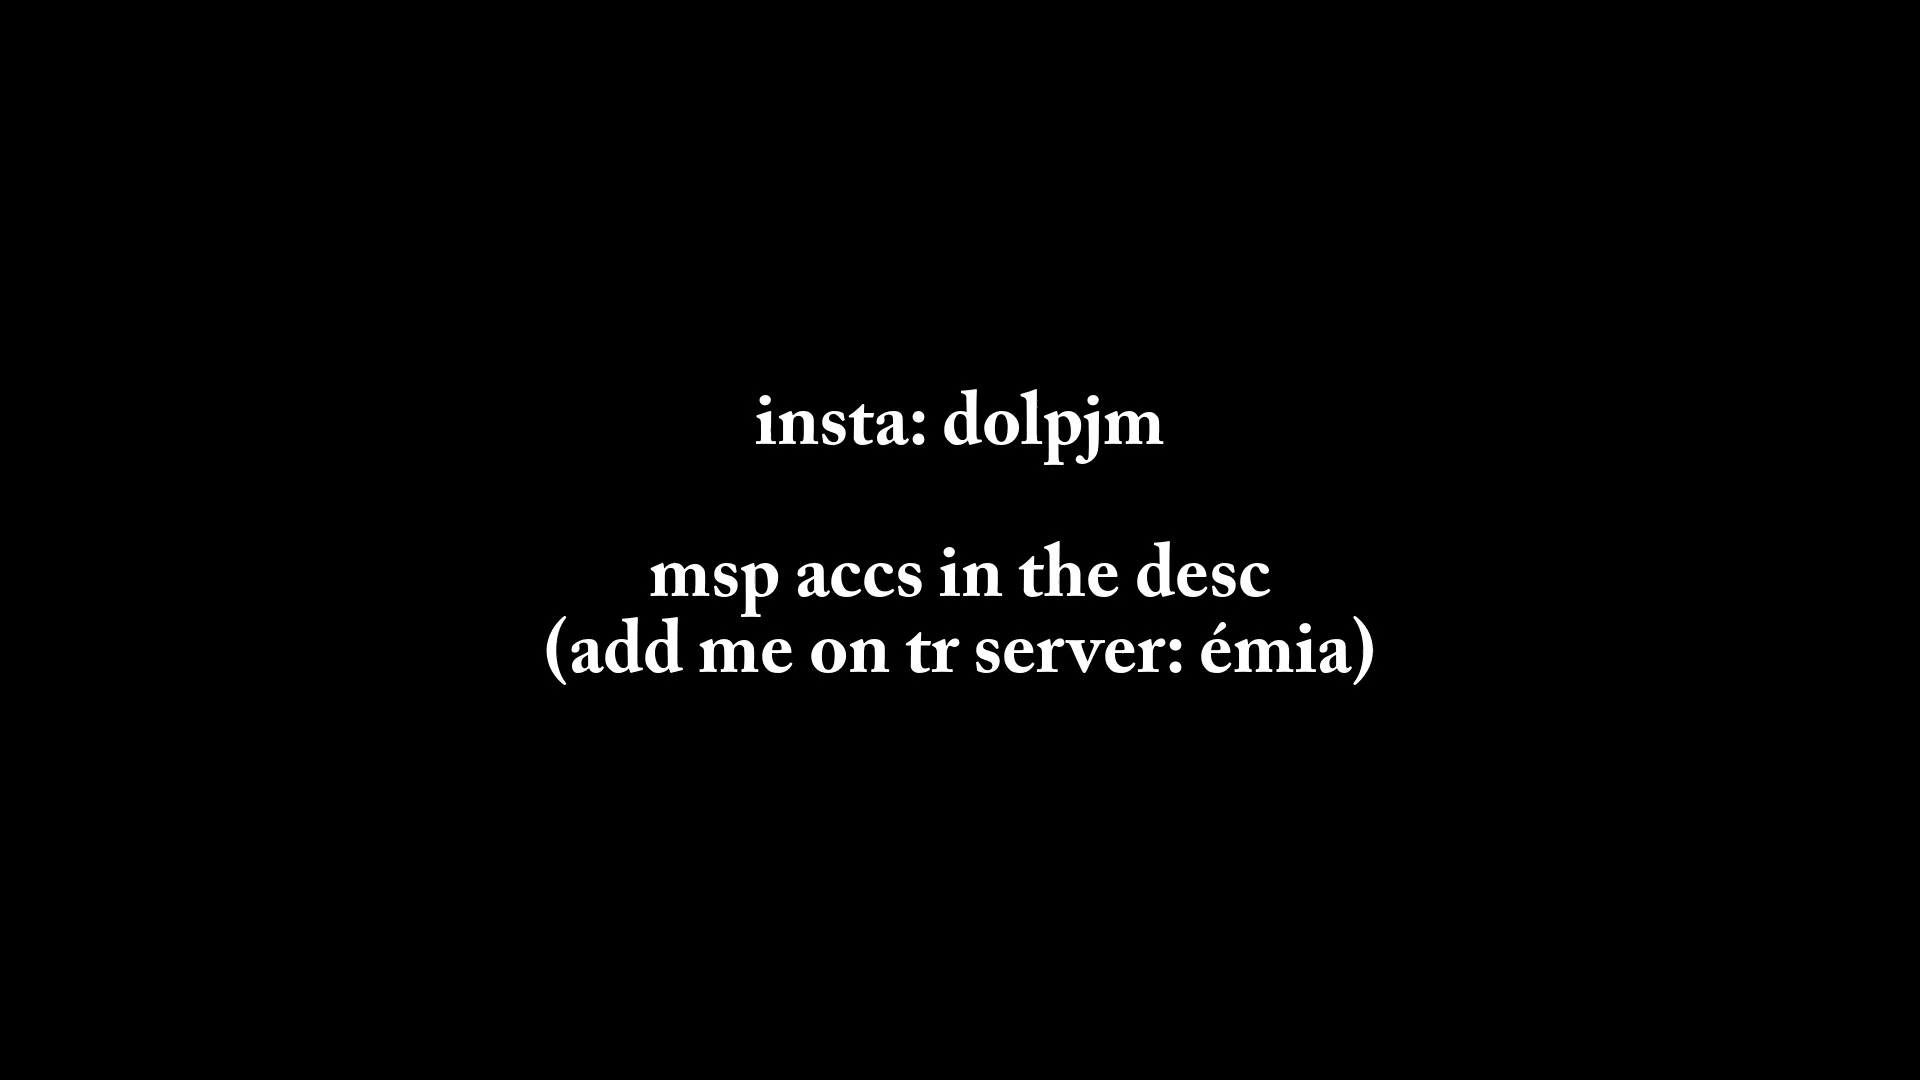 insta: dolpjm
msp accs in the desc
(add me on tr server: émia)